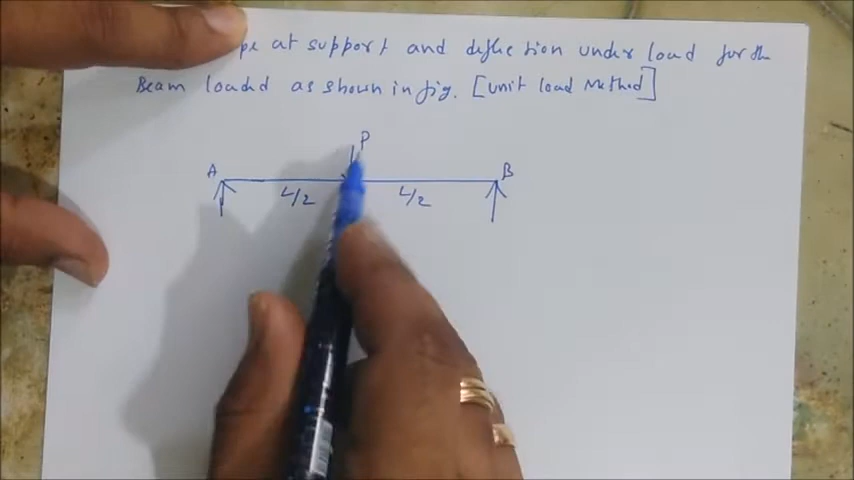 pe at support and deflection under load for the
Beam loaded as shown in fig. [unit load Method]
P
A B
L/2 L/2